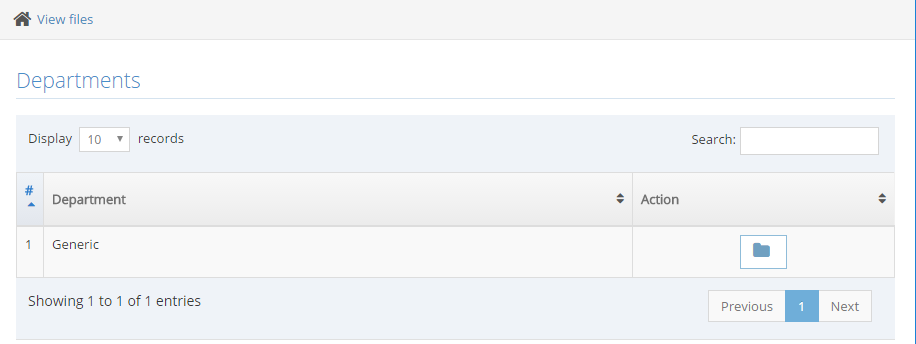 View files
Departments
Display 10 records Search:
# Department Action
1 Generic
Showing 1 to 1 of 1 entries Previous 1 Next